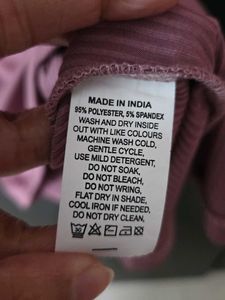 MADE IN INDIA
95% POLYESTER, 5% SPANDEX
WASH AND DRY INSIDE
OUT WITH LIKE COLOURS
MACHINE WASH COLD,
GENTLE CYCLE,
USE MILD DETERGENT,
DO NOT SOAK,
DO NOT BLEACH,
DO NOT WRING,
FLAT DRY IN SHADE,
COOL IRON IF NEEDED,
DO NOT DRY CLEAN,